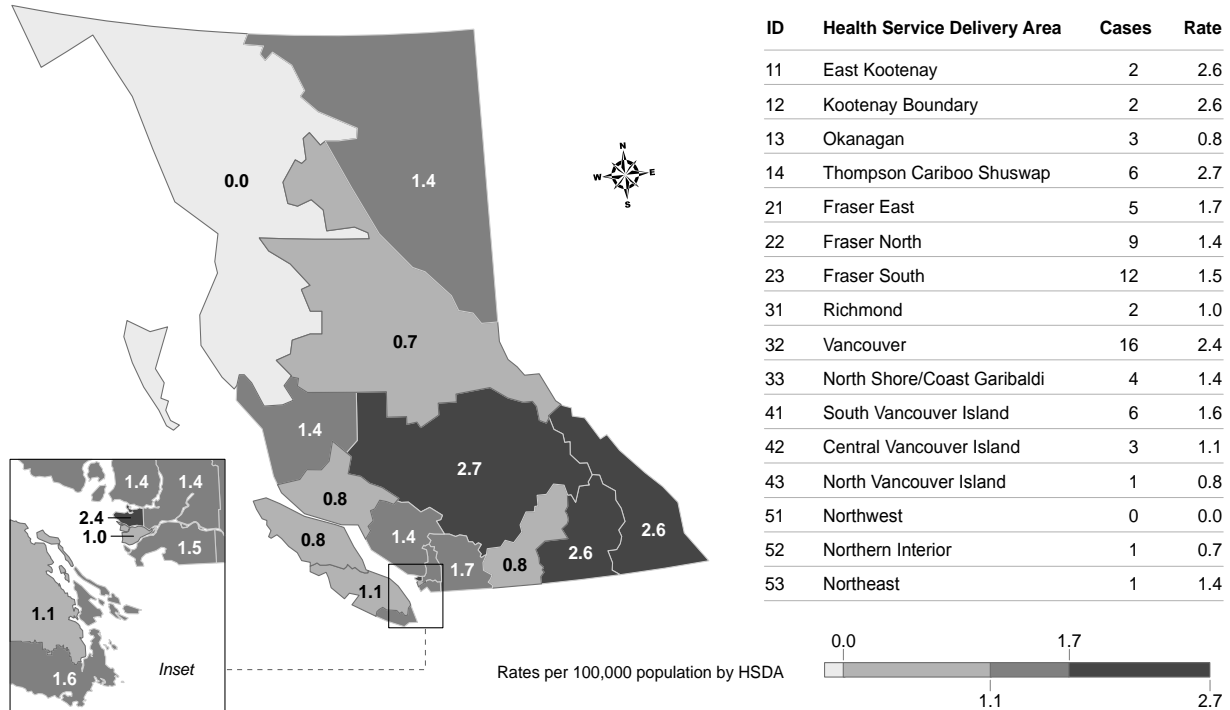 0.0
1.4
0.7
1.4
2.7
0.8
0.8
1.4
1.7
0.8
2.6
2.6
1.1
N
W E
S
1.4 1.4
2.4
1.0
1.5
1.1
1.6
Inset
ID Health Service Delivery Area Cases Rate
11 East Kootenay 2 2.6
12 Kootenay Boundary 2 2.6
13 Okanagan 3 0.8
14 Thompson Cariboo Shuswap 6 2.7
21 Fraser East 5 1.7
22 Fraser North 9 1.4
23 Fraser South 12 1.5
31 Richmond 2 1.0
32 Vancouver 16 2.4
33 North Shore/Coast Garibaldi 4 1.4
41 South Vancouver Island 6 1.6
42 Central Vancouver Island 3 1.1
43 North Vancouver Island 1 0.8
51 Northwest 0 0.0
52 Northern Interior 1 0.7
53 Northeast 1 1.4
Rates per 100,000 population by HSDA
0.0 1.7
1.1 2.7